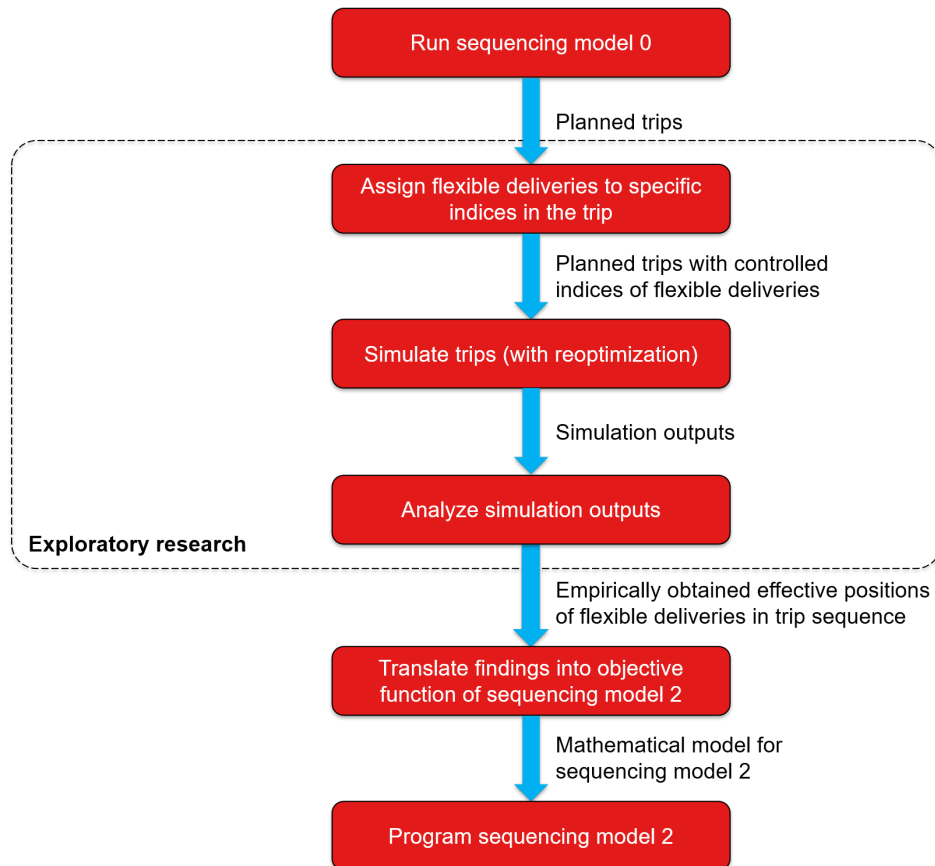 Run sequencing model 0
Planned trips
Assign flexible deliveries to specific
indices in the trip
Planned trips with controlled
indices of flexible deliveries
Simulate trips (with reoptimization)
Simulation outputs
Analyze simulation outputs
Exploratory research
Empirically obtained effective positions
of flexible deliveries in trip sequence
Translate findings into objective
function of sequencing model 2
Mathematical model for
sequencing model 2
Program sequencing model 2